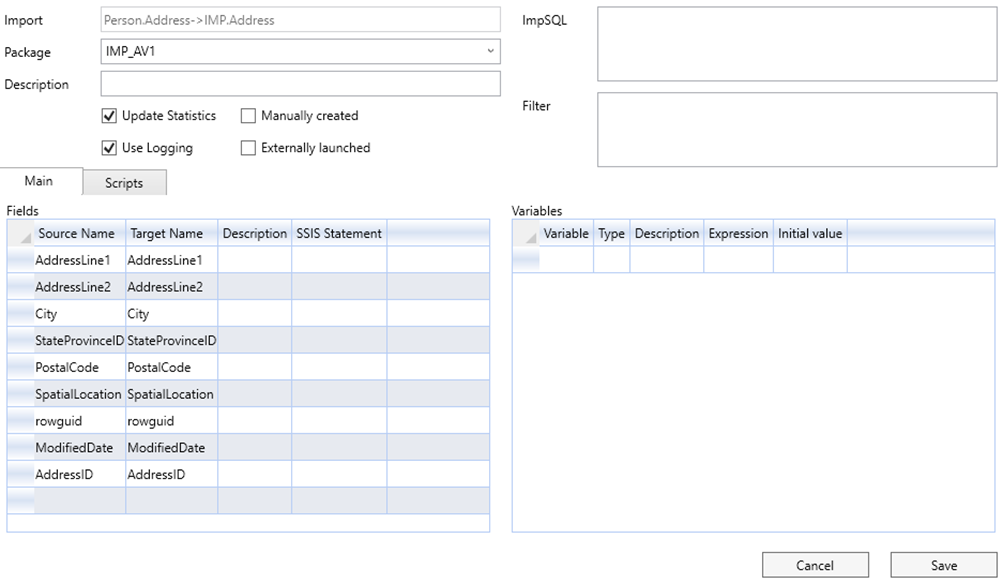 Import Person.Address->IMP.Address ImpSQL
Package IMP_AV1
Description
Filter
Update Statistics Manually created
Use Logging Externally launched
Main Scripts
Fields
Source Name Target Name Description SSIS Statement
AddressLine1 AddressLine1
AddressLine2 AddressLine2
City City
StateProvinceID StateProvinceID
PostalCode PostalCode
SpatialLocation SpatialLocation
rowguid rowguid
ModifiedDate ModifiedDate
AddressID AddressID
Variables
Variable Type Description Expression Initial value
Cancel Save